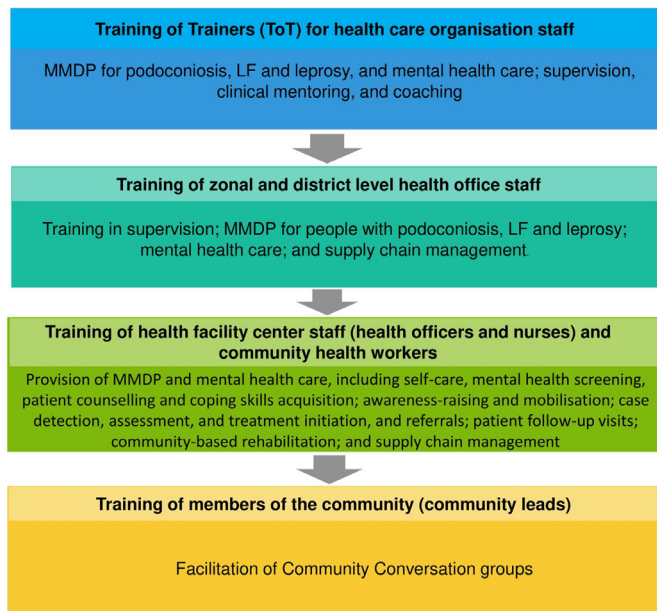 Training of Trainers (ToT) for health care organisation staff
MMDP for podoconiosis, LF and leprosy, and mental health care; supervision,
clinical mentoring, and coaching
Training of zonal and district level health office staff
Training in supervision; MMDP for people with podoconiosis, LF and leprosy;
mental health care; and supply chain management.
Training of health facility center staff (health officers and nurses) and
community health workers
Provision of MMDP and mental health care, including self-care, mental health screening,
patient counselling and coping skills acquisition; awareness-raising and mobilisation; case
detection, assessment, and treatment initiation, and referrals; patient follow-up visits;
community-based rehabilitation; and supply chain management
Training of members of the community (community leads)
Facilitation of Community Conversation groups